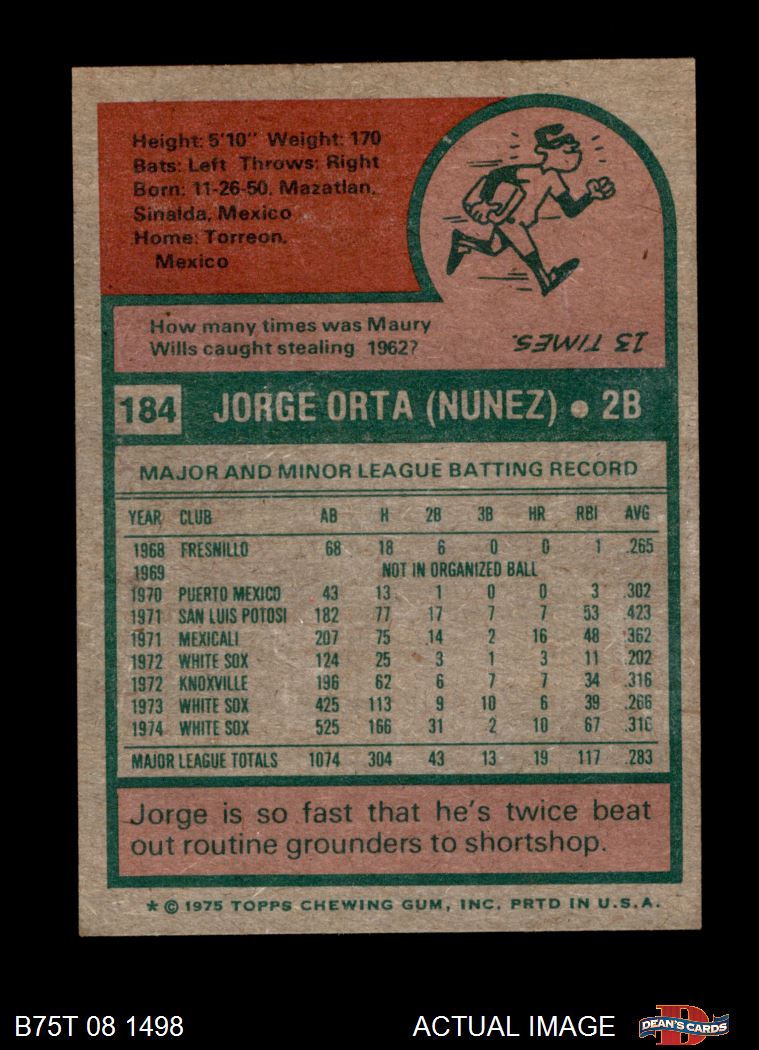 Height: 5'10" Weight: 170
Bats: Left Throws: Right
Born: 11-26-50, Mazatlan,
Sinalda, Mexico
Home: Torreon,
Mexico
How many times was Maury
Wills caught stealing 1962?
13 TIMES.
184 JORGE ORTA (NUNEZ) • 2B
MAJOR AND MINOR LEAGUE BATTING RECORD
YEAR CLUB AB H 2B 3B HR RBI AVG
1968 FRESNILLO 68 18 6 0 0 1 .265
1969 NOT IN ORGANIZED BALL
1970 PUERTO MEXICO 43 13 1 0 0 3 .302
1971 SAN LUIS POTOSI 182 77 17 7 7 53 .423
1971 MEXICALI 207 75 14 2 16 48 .362
1972 WHITE SOX 124 25 3 1 3 11 .202
1972 KNOXVILLE 196 62 6 7 7 34 .316
1973 WHITE SOX 425 113 9 10 6 39 .266
1974 WHITE SOX 525 166 31 2 10 67 .316
MAJOR LEAGUE TOTALS 1074 304 43 13 19 117 .283
Jorge is so fast that he's twice beat
out routine grounders to shortshop.
* © 1975 TOPPS CHEWING GUM, INC. PRTD IN U.S.A.
B75T 08 1498 ACTUAL IMAGE D DEAN'S CARDS